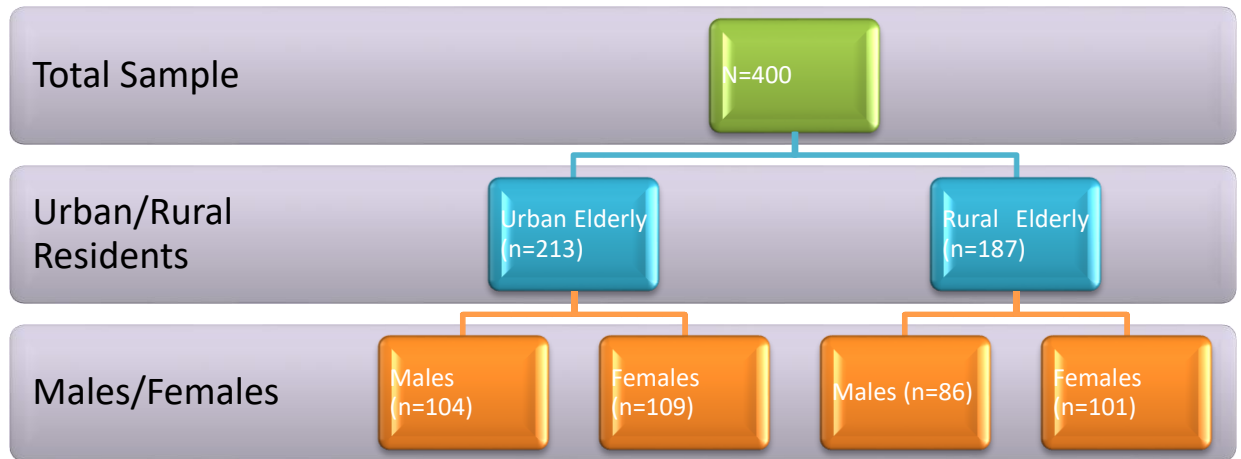 Total Sample
N=400
Urban/Rural
Residents
Urban Elderly
(n=213)
Rural Elderly
(n=187)
Males/Females
Males
(n=104)
Females
(n=109)
Males (n=86)
Females
(n=101)